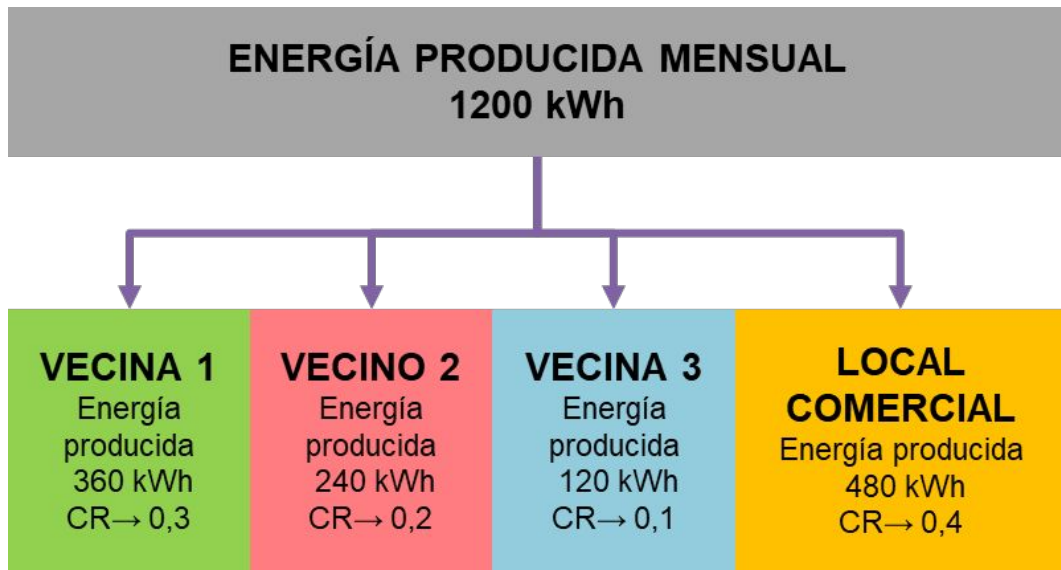 ENERGÍA PRODUCIDA MENSUAL
1200 kWh
VECINA 1
Energía
producida
360 kWh
CR→ 0,3
VECINO 2
Energía
producida
240 kWh
CR→ 0,2
VECINA 3
Energía
producida
120 kWh
CR→ 0,1
LOCAL
COMERCIAL
Energía producida
480 kWh
CR→ 0,4